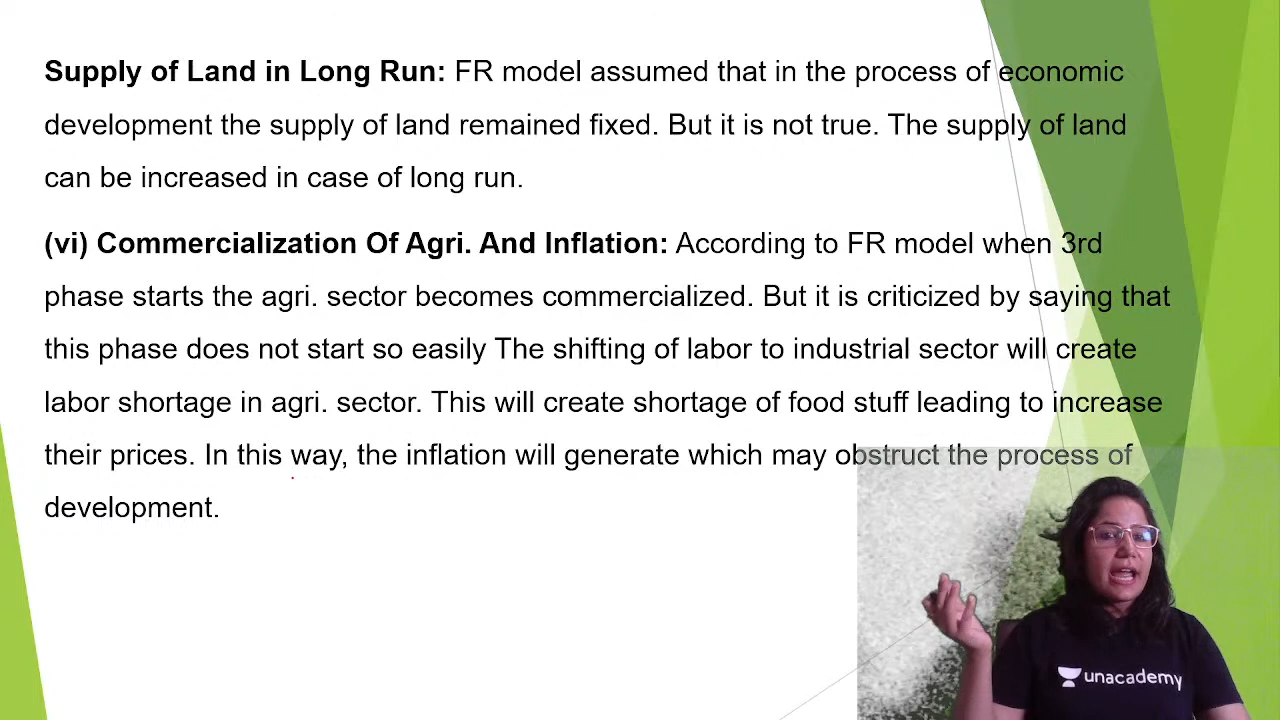 Supply of Land in Long Run: FR model assumed that in the process of economic
development the supply of land remained fixed. But it is not true. The supply of land
can be increased in case of long run.
(vi) Commercialization Of Agri. And Inflation: According to FR model when 3rd
phase starts the agri. sector becomes commercialized. But it is criticized by saying that
this phase does not start so easily The shifting of labor to industrial sector will create
labor shortage in agri. sector. This will create shortage of food stuff leading to increase
their prices. In this way, the inflation will generate which may obstruct the process of
development.
unacademy